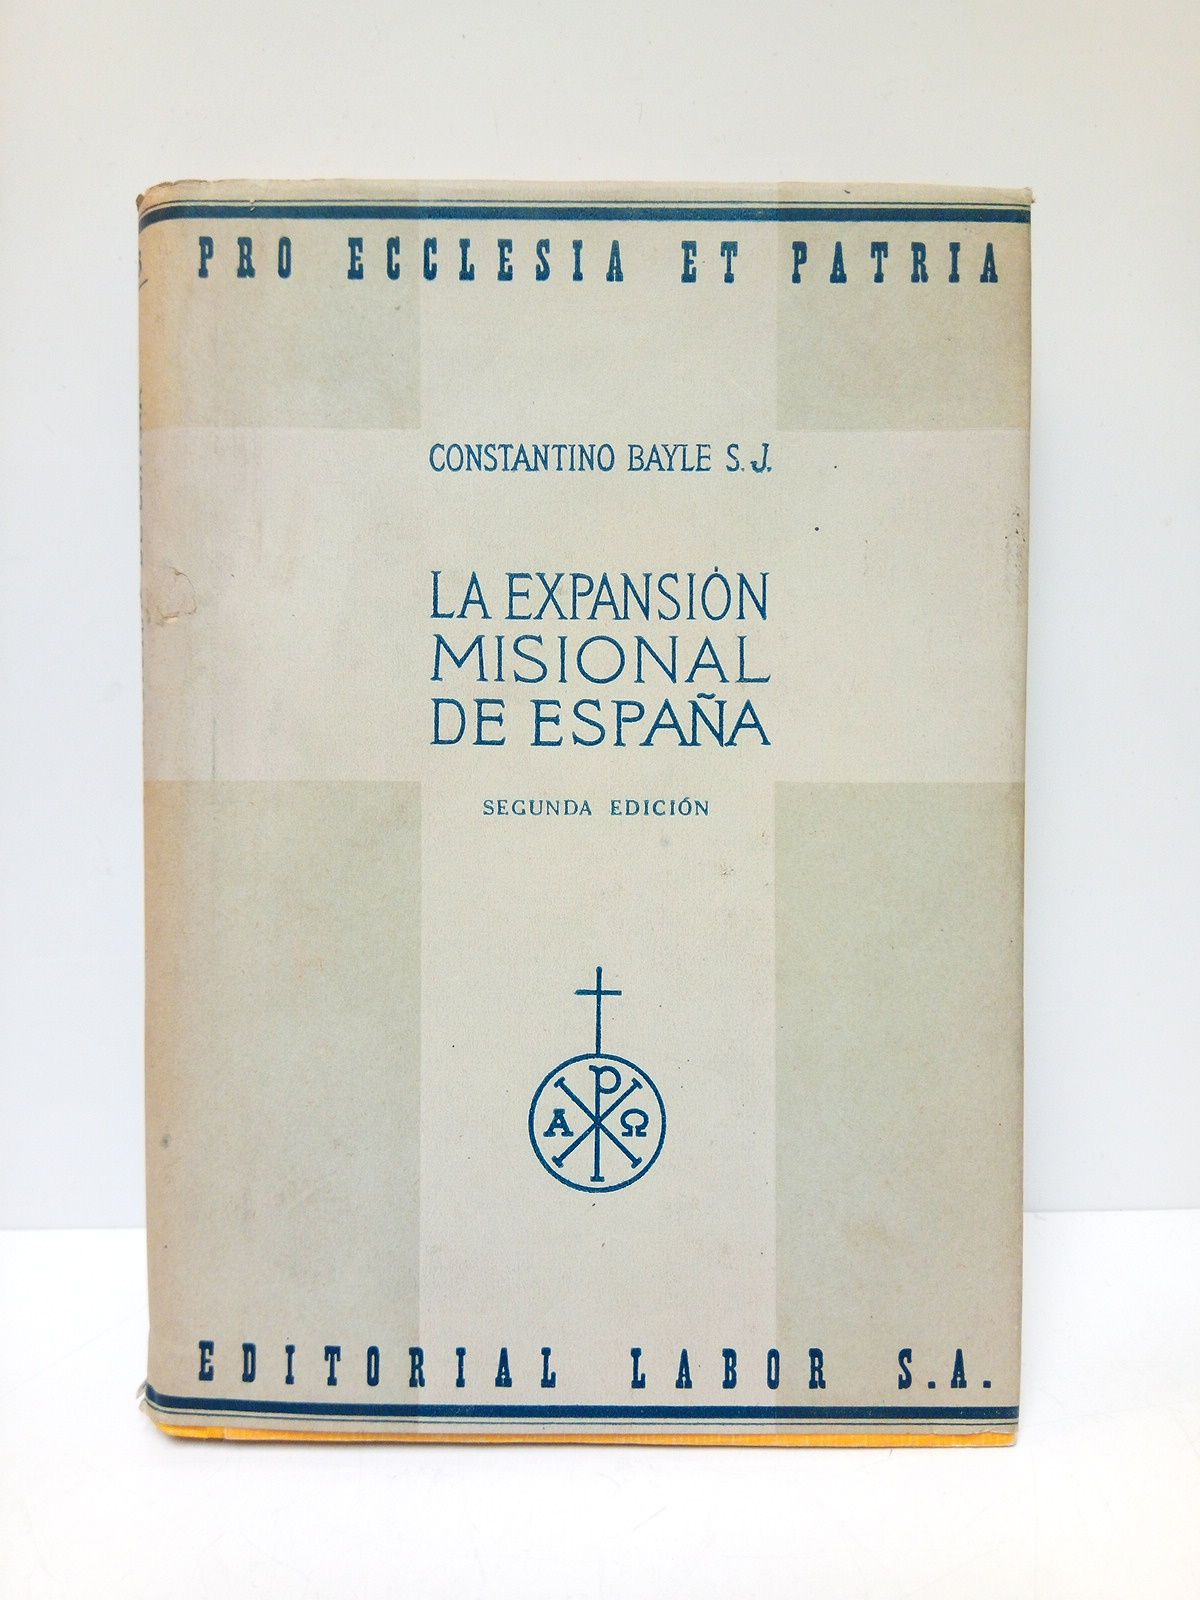 PRO ECCLESIA ET PATRIA
CONSTANTINO BAYLE S. J.
LA EXPANSIÓN
MISIONAL
DE ESPAÑA
SEGUNDA EDICIÓN
P
Α Ω
EDITORIAL LABOR S.A.